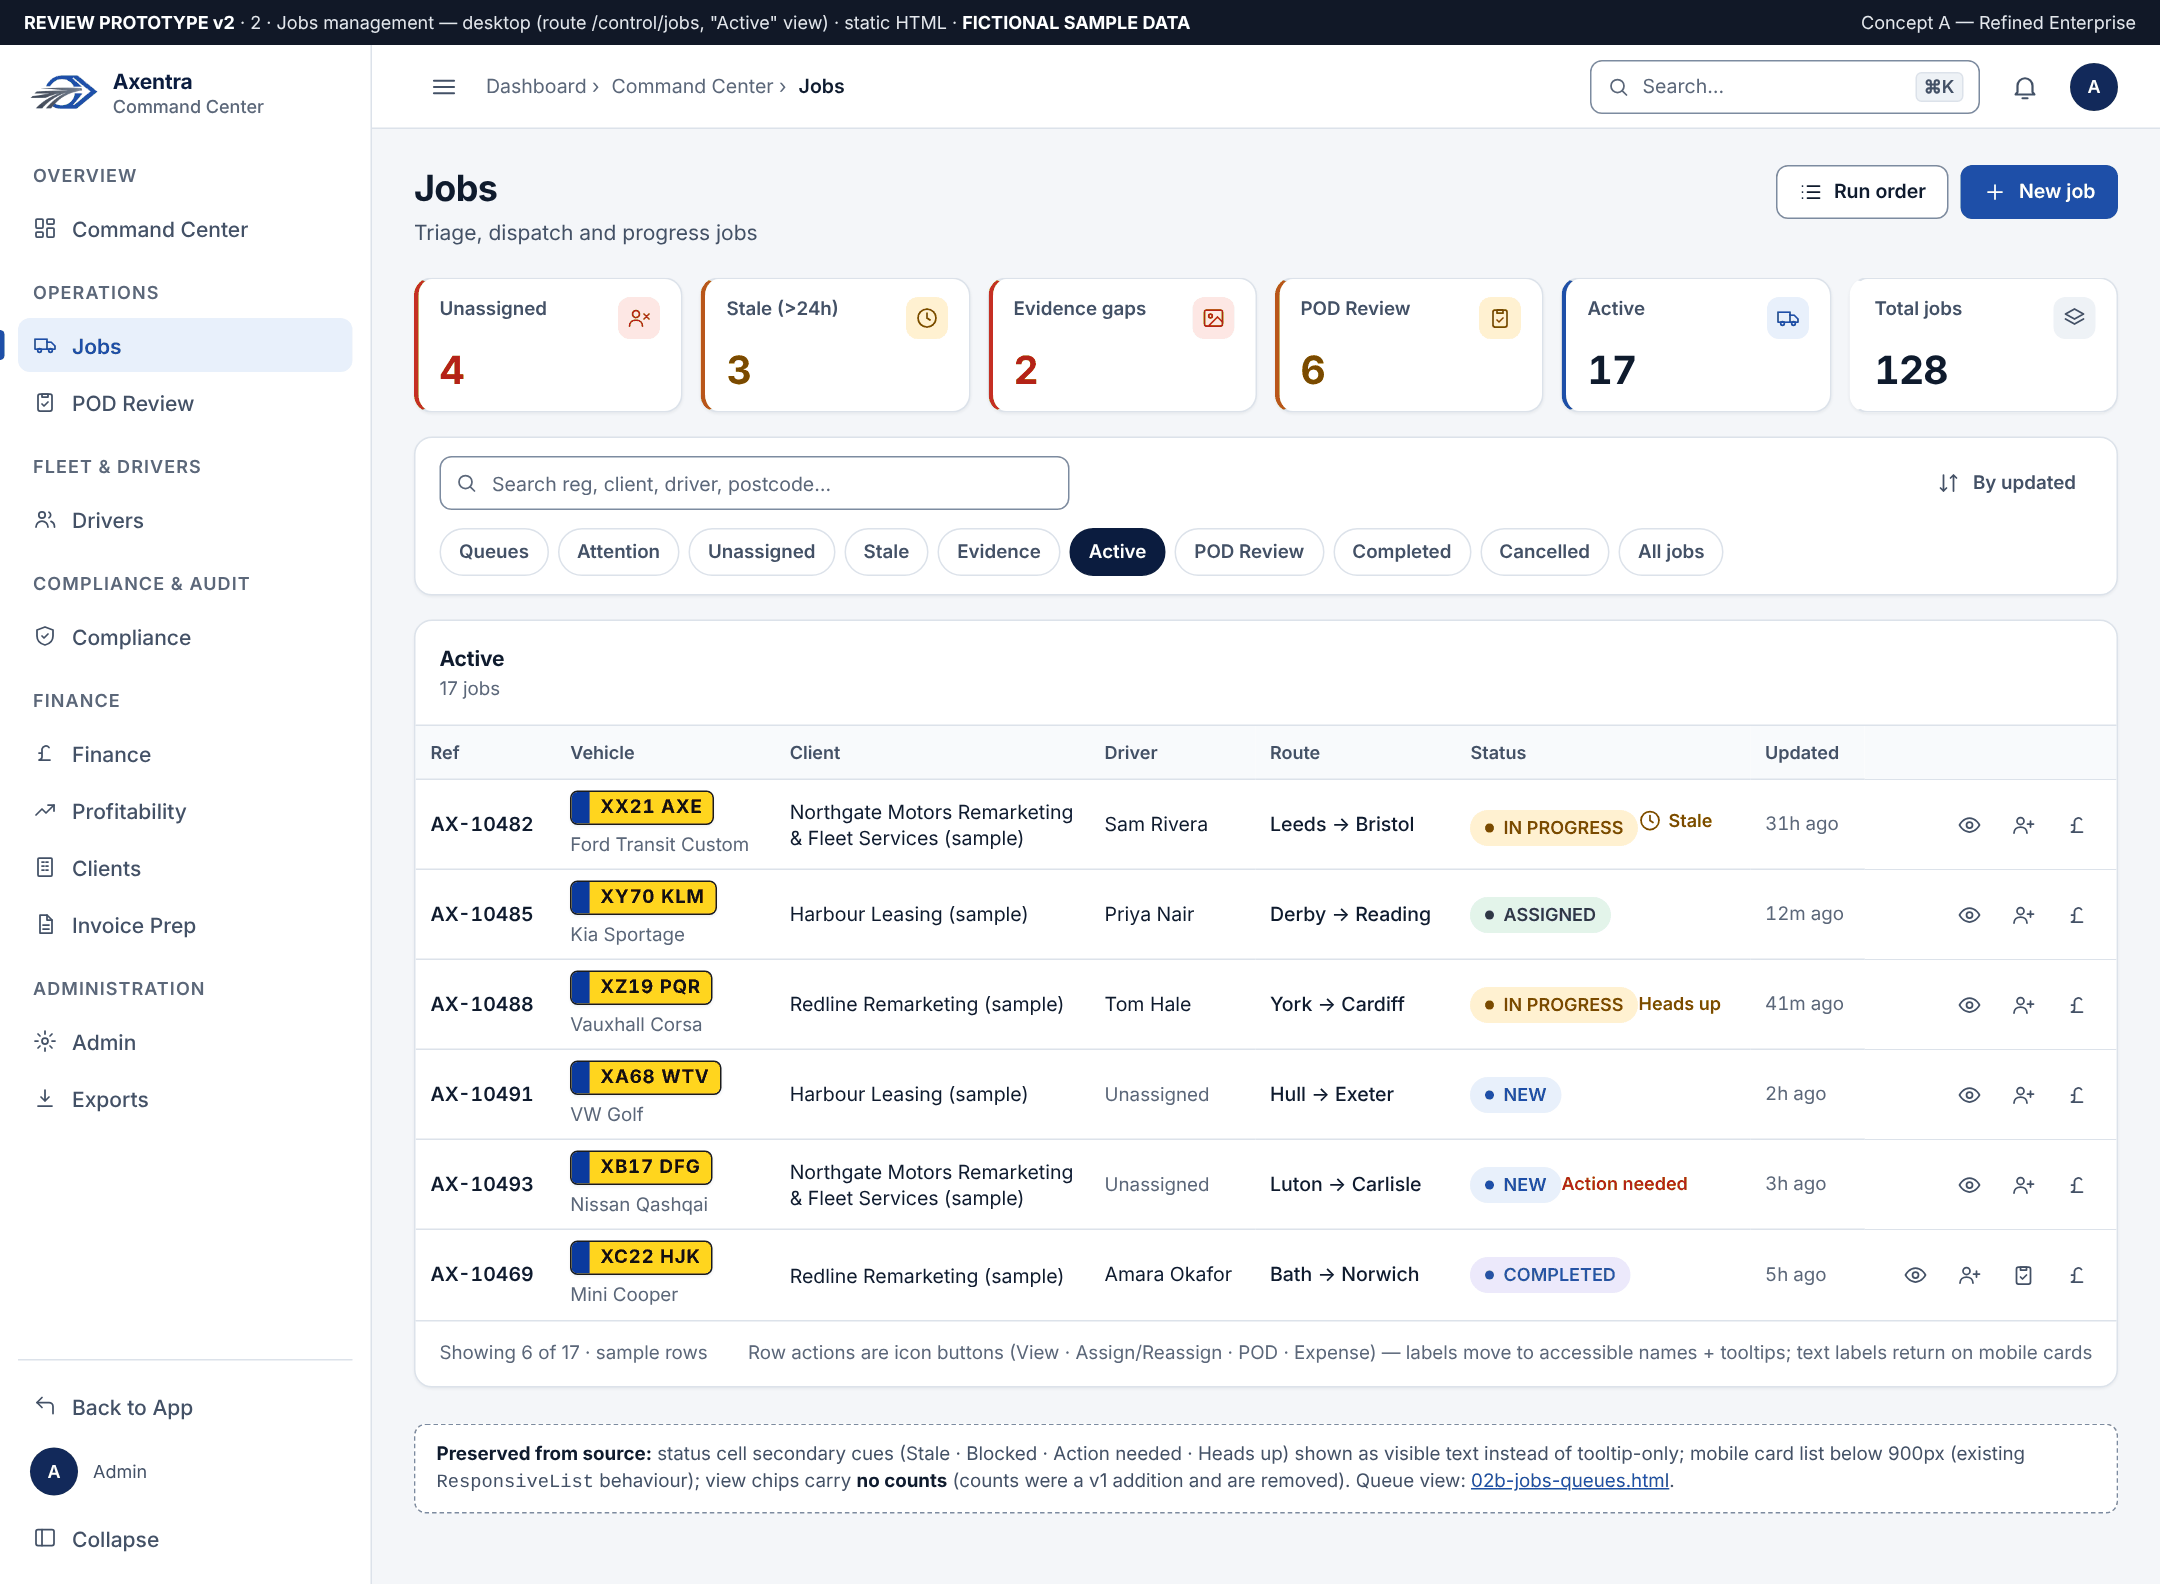 REVIEW PROTOTYPE v2 · 2 · Jobs management — desktop (route /control/jobs, "Active" view) · static HTML · FICTIONAL SAMPLE DATA
Concept A — Refined Enterprise
Axentra
Command Center
OVERVIEW
Command Center
OPERATIONS
Jobs
POD Review
FLEET & DRIVERS
Drivers
COMPLIANCE & AUDIT
Compliance
FINANCE
Finance
Profitability
Clients
Invoice Prep
ADMINISTRATION
Admin
Exports
Back to App
A Admin
Collapse
Dashboard › Command Center › Jobs
Search... ⌘K
A
Jobs
Triage, dispatch and progress jobs
Run order
New job
Unassigned
4
Stale (>24h)
3
Evidence gaps
2
POD Review
6
Active
17
Total jobs
128
Search reg, client, driver, postcode...
By updated
Queues Attention Unassigned Stale Evidence Active POD Review Completed Cancelled All jobs
Active
17 jobs
Ref Vehicle Client Driver Route Status Updated
AX-10482 XX21 AXE Ford Transit Custom Northgate Motors Remarketing & Fleet Services (sample) Sam Rivera Leeds → Bristol IN PROGRESS Stale 31h ago £
AX-10485 XY70 KLM Kia Sportage Harbour Leasing (sample) Priya Nair Derby → Reading ASSIGNED 12m ago £
AX-10488 XZ19 PQR Vauxhall Corsa Redline Remarketing (sample) Tom Hale York → Cardiff IN PROGRESS Heads up 41m ago £
AX-10491 XA68 WTV VW Golf Harbour Leasing (sample) Unassigned Hull → Exeter NEW 2h ago £
AX-10493 XB17 DFG Nissan Qashqai Northgate Motors Remarketing & Fleet Services (sample) Unassigned Luton → Carlisle NEW Action needed 3h ago £
AX-10469 XC22 HJK Mini Cooper Redline Remarketing (sample) Amara Okafor Bath → Norwich COMPLETED 5h ago £
Showing 6 of 17 · sample rows
Row actions are icon buttons (View · Assign/Reassign · POD · Expense) — labels move to accessible names + tooltips; text labels return on mobile cards
Preserved from source: status cell secondary cues (Stale · Blocked · Action needed · Heads up) shown as visible text instead of tooltip-only; mobile card list below 900px (existing
ResponsiveList behaviour); view chips carry no counts (counts were a v1 addition and are removed). Queue view: 02b-jobs-queues.html.